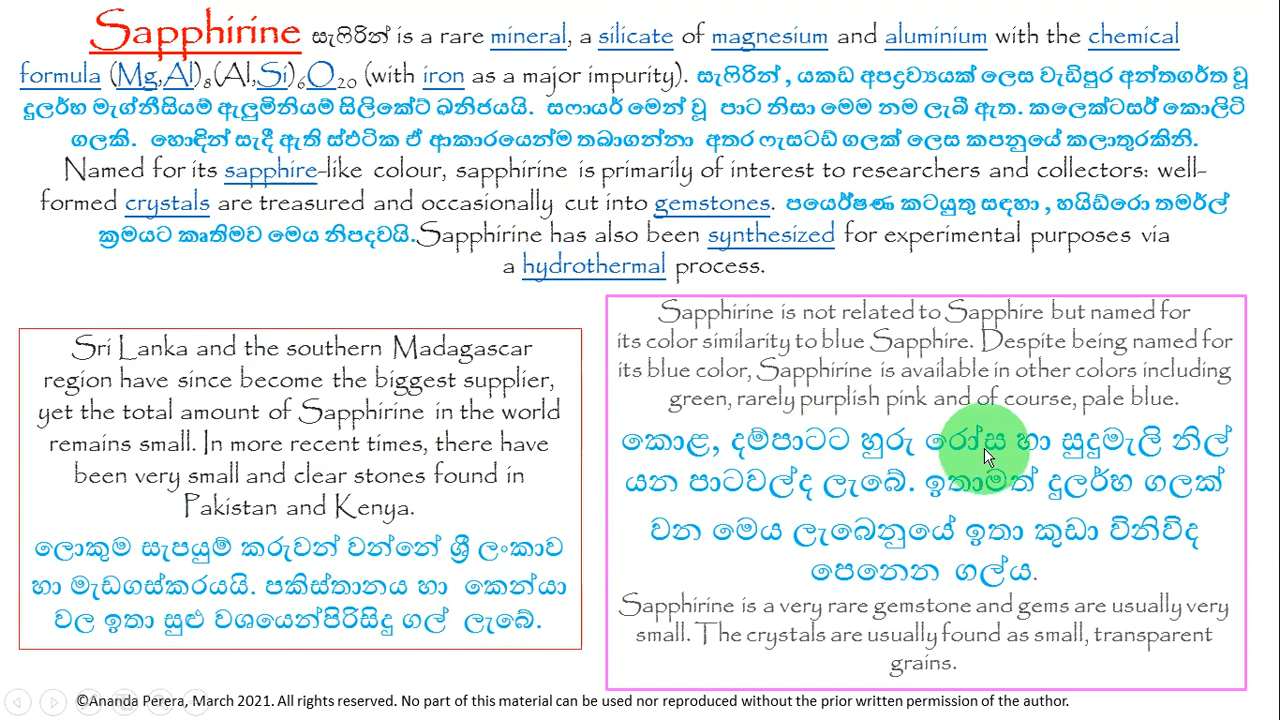 Sapphirine සැෆිරින් is a rare mineral, a silicate of magnesium and aluminium with the chemical
formula (Mg,Al)₈(Al,Si)₆O₂₀ (with iron as a major impurity). සැෆිරින් , යකඩ අපද්‍රව්‍යයක් ලෙස වැඩිපුර අන්තගර්ත වූ
දුලර්භ මැග්නීසියම් ඇලුමිනියම් සිලිකේට් ඛනිජයයි. සෆායර් මෙන් වූ පාට නිසා මෙම නම ලැබී ඇත. කලෙක්ටසර්ස් කොලිටි
ගලකි. හොඳින් සැදී ඇති ස්ඵටික ඒ ආකාරයෙන්ම තබාගන්නා අතර ෆැසටඩ් ගලක් ලෙස කපනුයේ කලාතුරකිනි.
Named for its sapphire-like colour, sapphirine is primarily of interest to researchers and collectors: well-
formed crystals are treasured and occasionally cut into gemstones. පයෙර්ෂණ කටයුතු සඳහා , හයිඩ්රො තමර්ල්
ක්‍රමයට කෘතිමව මෙය නිපදවයි.Sapphirine has also been synthesized for experimental purposes via
a hydrothermal process.
Sri Lanka and the southern Madagascar
region have since become the biggest supplier,
yet the total amount of Sapphirine in the world
remains small. In more recent times, there have
been very small and clear stones found in
Pakistan and Kenya.
ලොකුම සැපයුම් කරුවන් වන්නේ ශ්‍රී ලංකාව
හා මැඩගස්කරයයි. පකිස්තානය හා කෙන්යා
වල ඉතා සුළු වශයෙන්පිරිසිදු ගල් ලැබේ.
Sapphirine is not related to Sapphire but named for
its color similarity to blue Sapphire. Despite being named for
its blue color, Sapphirine is available in other colors including
green, rarely purplish pink and of course, pale blue.
කොළ, දම්පාටට හුරු රෝස හා සුදුමැලි නිල්
යන පාටවල්ද ලැබේ. ඉතාමත් දුලර්භ ගලක්
වන මෙය ලැබෙනුයේ ඉතා කුඩා විනිවිද
පෙනෙන ගල්ය.
Sapphirine is a very rare gemstone and gems are usually very
small. The crystals are usually found as small, transparent
grains.
©Ananda Perera, March 2021. All rights reserved. No part of this material can be used nor reproduced without the prior written permission of the author.